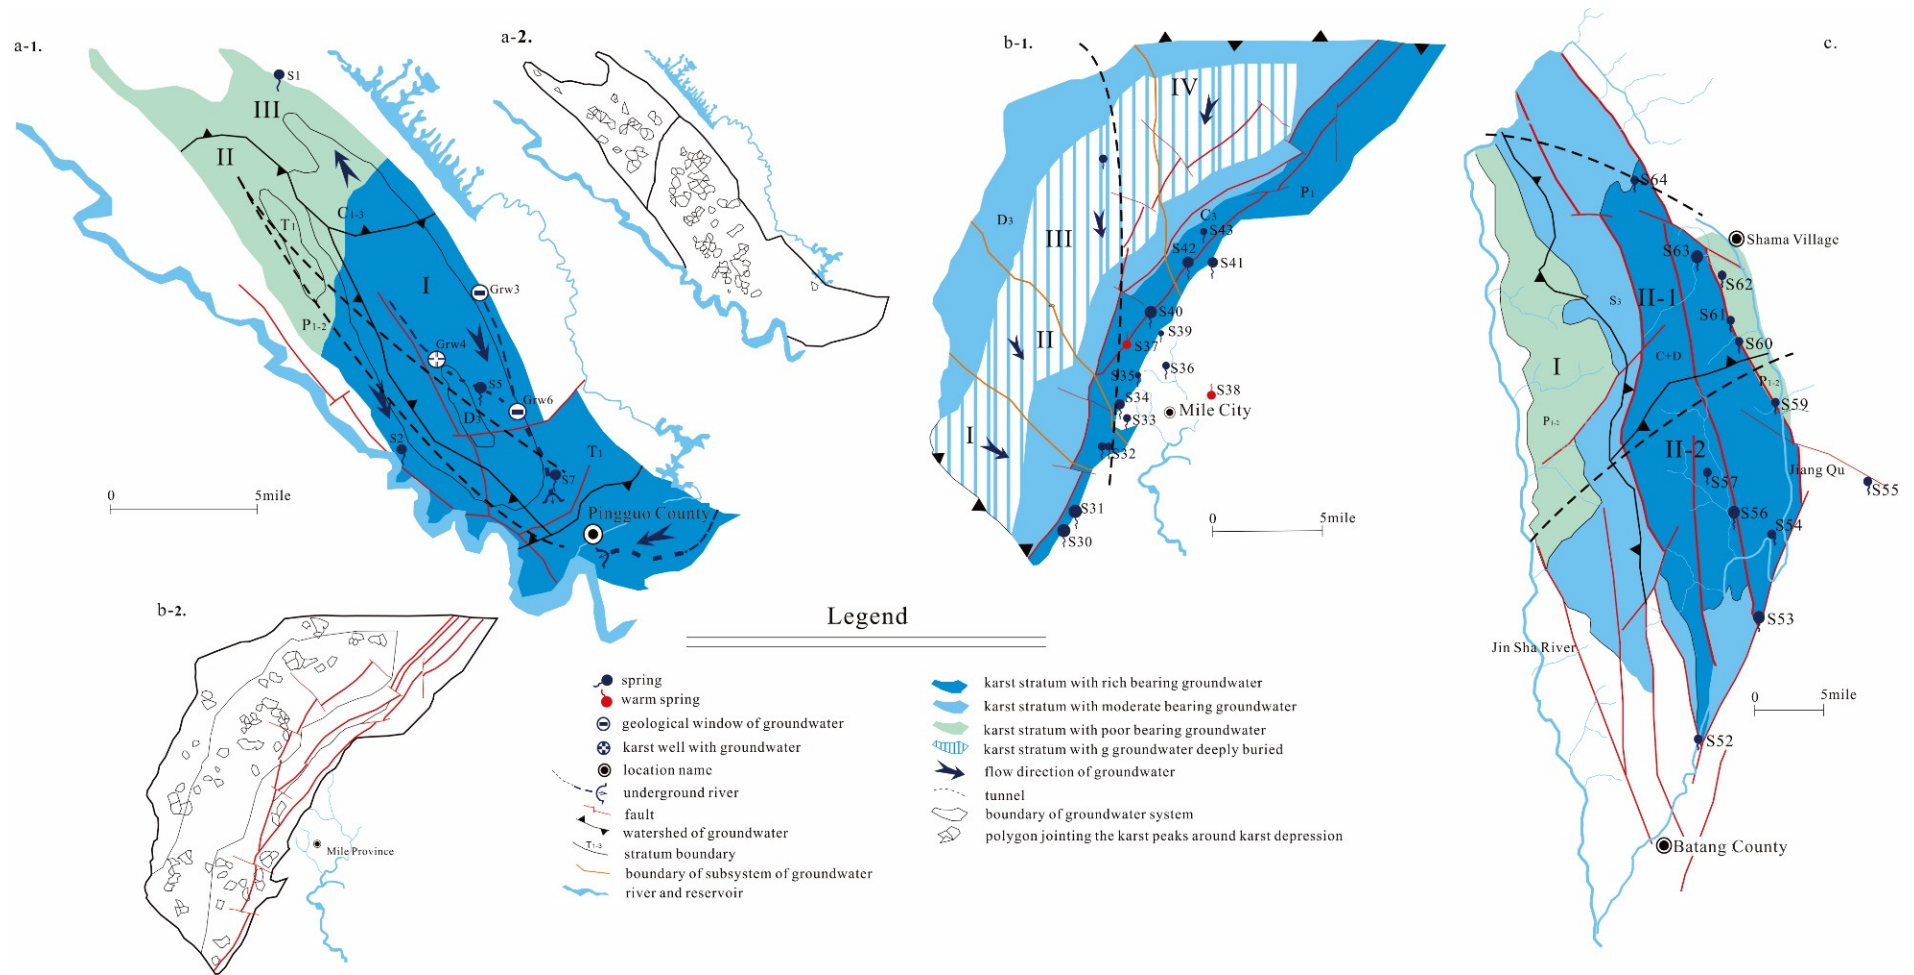 a-1.
S1
III
II
T1
C1-3
I
Grw3
P1-2
Grw4
S5
Grw6
D3
S2
T1
S7
0 5mile
Pingguo County
a-2.
b-1.
IV
P1
D3
C3
III
S43
S42
S41
S40
S39
II
S37
S36
S35
S38
S34
Mile City
S33
I
S32
S31
0 5mile
S30
c.
S64
Shama Village
S63
S62
S3
II-1
S61
S60
C+D
I
P1-2
S59
P1-2
II-2
Jiang Qu
S57
S55
S56
S54
S53
Jin Sha River
0 5mile
S52
Batang County
b-2.
Mile Province
Legend
spring
warm spring
geological window of groundwater
karst well with groundwater
location name
underground river
fault
watershed of groundwater
T1-3
stratum boundary
boundary of subsystem of groundwater
river and reservoir
karst stratum with rich bearing groundwater
karst stratum with moderate bearing groundwater
karst stratum with poor bearing groundwater
karst stratum with g groundwater deeply buried
flow direction of groundwater
tunnel
boundary of groundwater system
polygon jointing the karst peaks around karst depression